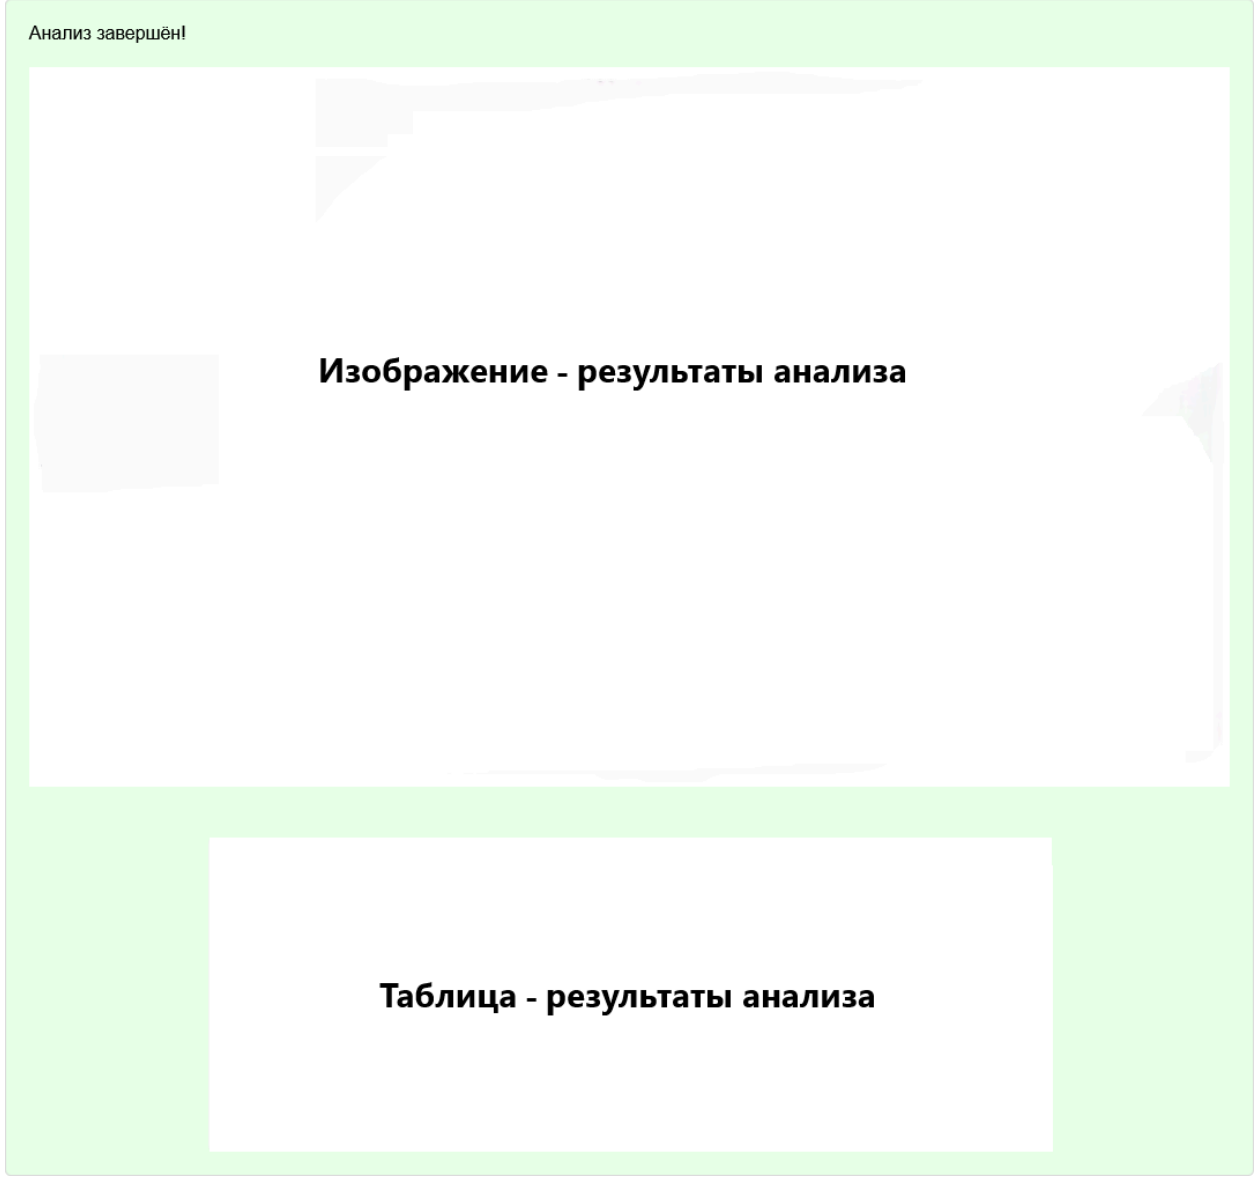 Анализ завершён!
Изображение - результаты анализа
Таблица - результаты анализа